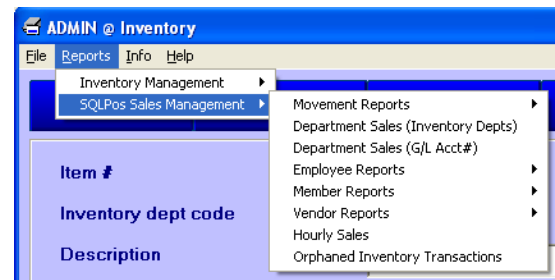 ADMIN @ Inventory
File Reports Info Help
Inventory Management
SQLPos Sales Management
Movement Reports
Department Sales (Inventory Depts)
Department Sales (G/L Acct#)
Employee Reports
Member Reports
Vendor Reports
Hourly Sales
Orphaned Inventory Transactions
Item #
Inventory dept code
Description